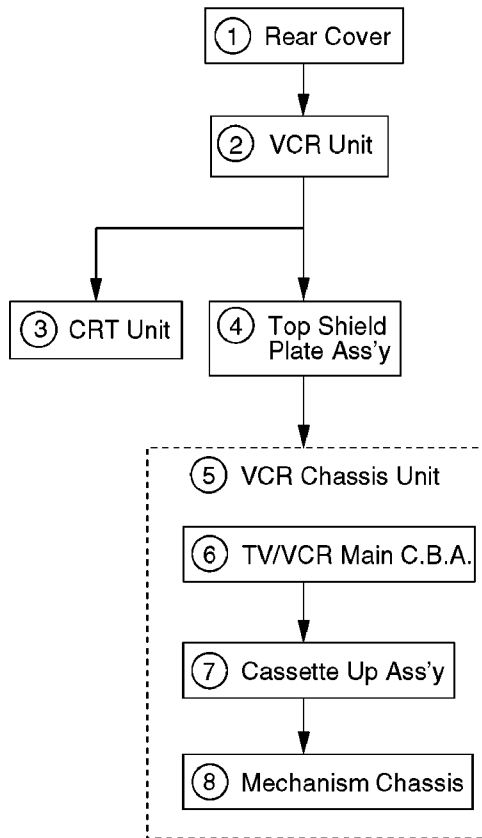 1 Rear Cover
2 VCR Unit
3 CRT Unit
4 Top Shield
Plate Ass'y
5 VCR Chassis Unit
6 TV/VCR Main C.B.A.
7 Cassette Up Ass'y
8 Mechanism Chassis